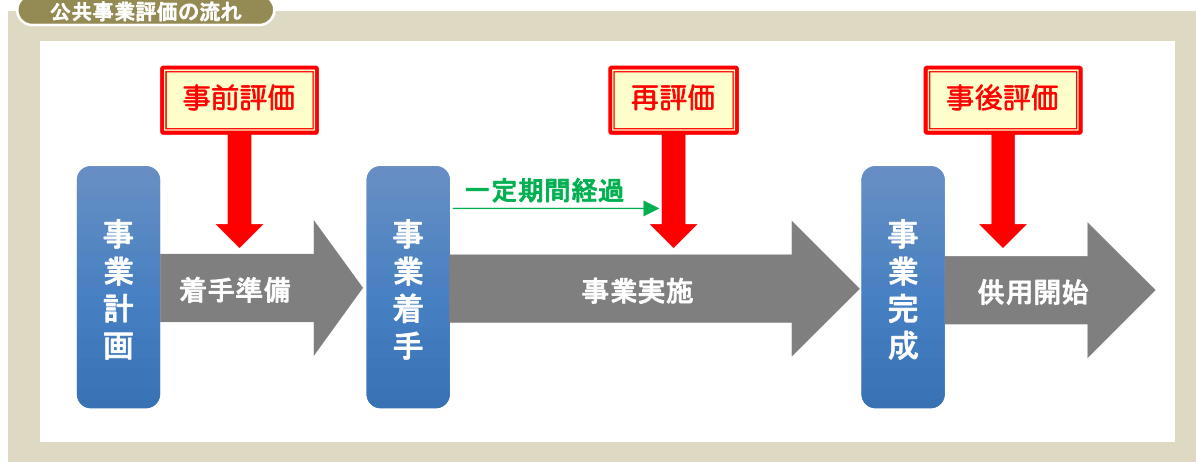 公共事業評価の流れ
事前評価
再評価
事後評価
一定期間経過
事業計画
着手準備
事業着手
事業実施
事業完成
供用開始